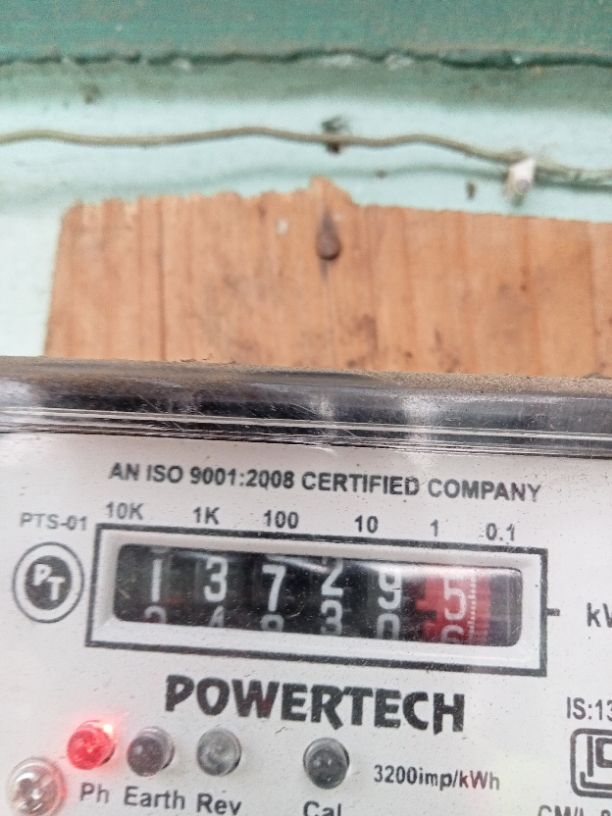 AN ISO 9001:2008 CERTIFIED COMPANY
PTS-01 10K 1K 100 10 1 0.1
PT
1 3 7 2 9 5
POWERTECH
3200imp/kWh
Ph Earth Rev Cal